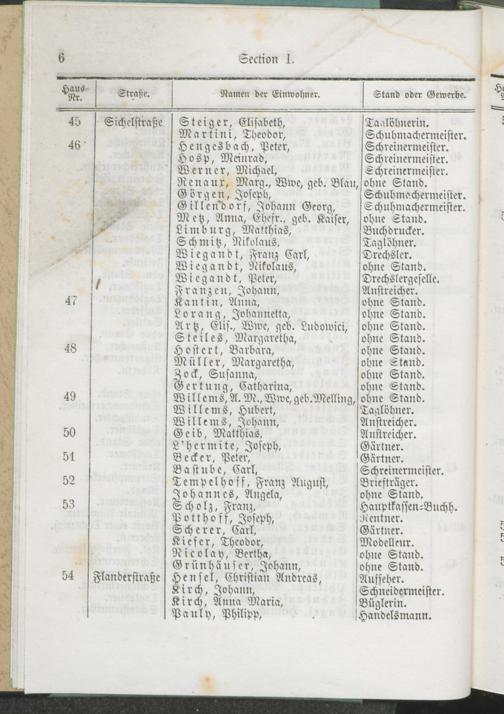 6 Section I.
Haus-Nr. Straße. Namen der Einwohner. Stand oder Gewerbe.
45 Sichelstraße Steiger, Elisabeth, Taglöhnerin.
Martini, Theodor, Schuhmachermeister.
46 Hengesbach, Peter, Schreinermeister.
Hosp, Meinrad, Schreinermeister.
Werner, Michael, Schreinermeister.
Renaux, Marg., Wwe, geb. Blau, ohne Stand.
Görgen, Joseph, Schuhmachermeister.
Gillendorf, Johann Georg, Schuhmachermeister.
Metz, Anna, Ehefr., geb. Kaiser, ohne Stand.
Limburg, Matthias, Buchdrucker.
Schmitz, Nikolaus, Taglöhner.
Wiegandt, Franz Carl, Drechsler.
Wiegandt, Nikolaus, ohne Stand.
Wiegandt, Peter, Drechslergeselle.
Franzen, Johann, Anstreicher.
47 Kantin, Anna, ohne Stand.
Lorang, Johannetta, ohne Stand.
Artz, Elis., Wwe, geb. Ludowici, ohne Stand.
Steiles, Margaretha, ohne Stand.
48 Hostert, Barbara, ohne Stand.
Müller, Margaretha, ohne Stand.
Zock, Susanna, ohne Stand.
Gertung, Catharina, ohne Stand.
49 Willems, A. M., Wwe, geb. Melling, ohne Stand.
Willems, Hubert, Taglöhner.
Willems, Johann, Anstreicher.
50 Geib, Matthias, Anstreicher.
L'hermite, Joseph, Gärtner.
51 Becker, Peter, Gärtner.
Bastube, Carl, Schreinermeister.
52 Tempelhoff, Franz August, Briefträger.
Johannes, Angela, ohne Stand.
53 Scholz, Franz, Hauptkassen-Buchh.
Potthoff, Joseph, Rentner.
Scherer, Carl, Gärtner.
Kiefer, Theodor, Modelleur.
Nicolay, Bertha, ohne Stand.
Grünhäuser, Johann, ohne Stand.
54 Flanderstraße Hensel, Christian Andreas, Aufseher.
Kirch, Johann, Schneidermeister.
Kirch, Anna Maria, Büglerin.
Pauly, Philipp, Handelsmann.